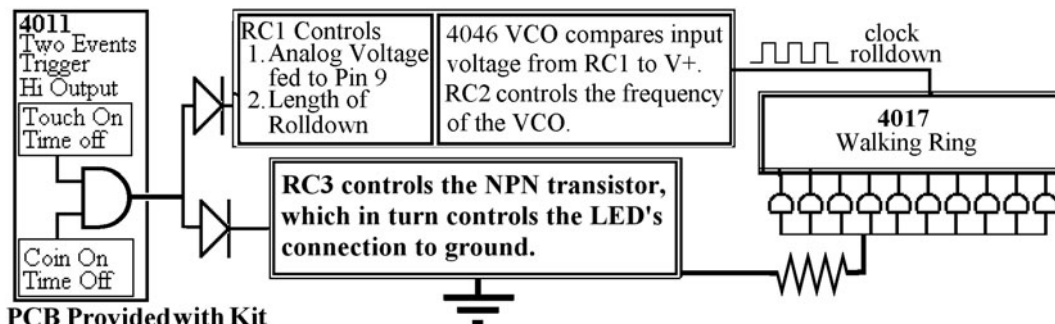 4011
Two Events
Trigger
Hi Output
Touch On
Time off
Coin On
Time Off
PCB Provided with Kit
RC1 Controls
1. Analog Voltage
fed to Pin 9
2. Length of
Rolldown
4046 VCO compares input
voltage from RC1 to V+.
RC2 controls the frequency
of the VCO.
clock
rolldown
4017
Walking Ring
RC3 controls the NPN transistor,
which in turn controls the LED's
connection to ground.